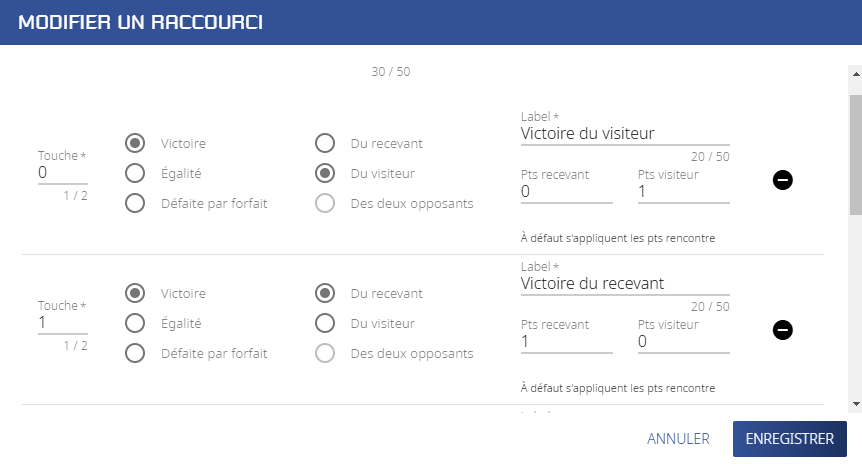 MODIFIER UN RACCOURCI
30 / 50
Touche *
0
1 / 2
Victoire
Égalité
Défaite par forfait
Du recevant
Du visiteur
Des deux opposants
Label *
Victoire du visiteur
20 / 50
Pts recevant
0
Pts visiteur
1
À défaut s'appliquent les pts rencontre
Touche *
1
1 / 2
Victoire
Égalité
Défaite par forfait
Du recevant
Du visiteur
Des deux opposants
Label *
Victoire du recevant
20 / 50
Pts recevant
1
Pts visiteur
0
À défaut s'appliquent les pts rencontre
ANNULER
ENREGISTRER